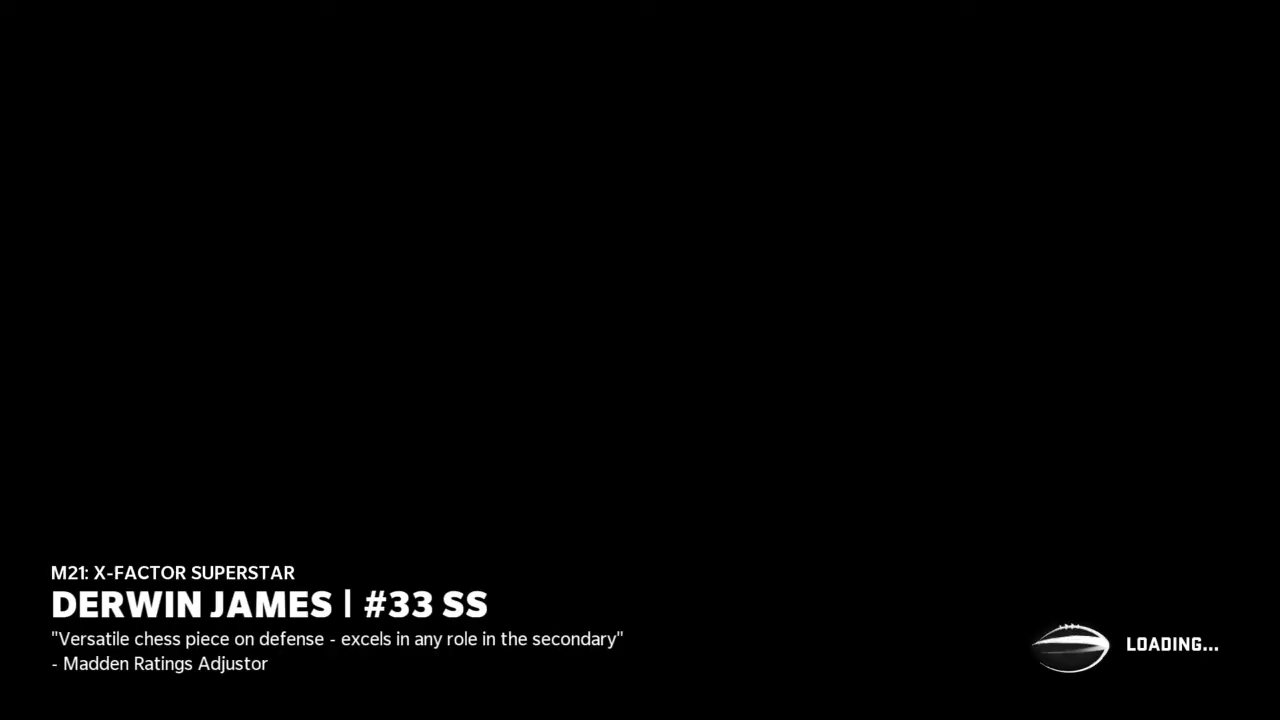 M21: X-FACTOR SUPERSTAR
DERWIN JAMES | #33 SS
"Versatile chess piece on defense - excels in any role in the secondary"
- Madden Ratings Adjustor
LOADING...